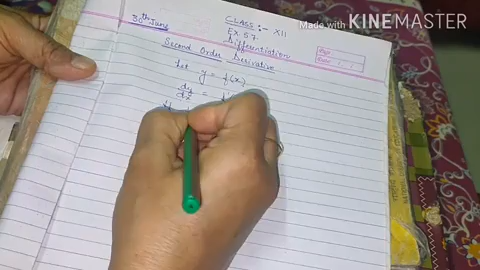 30th June
CLASS :- XII
Ex. 5.7
Differentiation
Made with KINEMASTER
Second Order Derivative
Let y = f(x)
dy/dx =